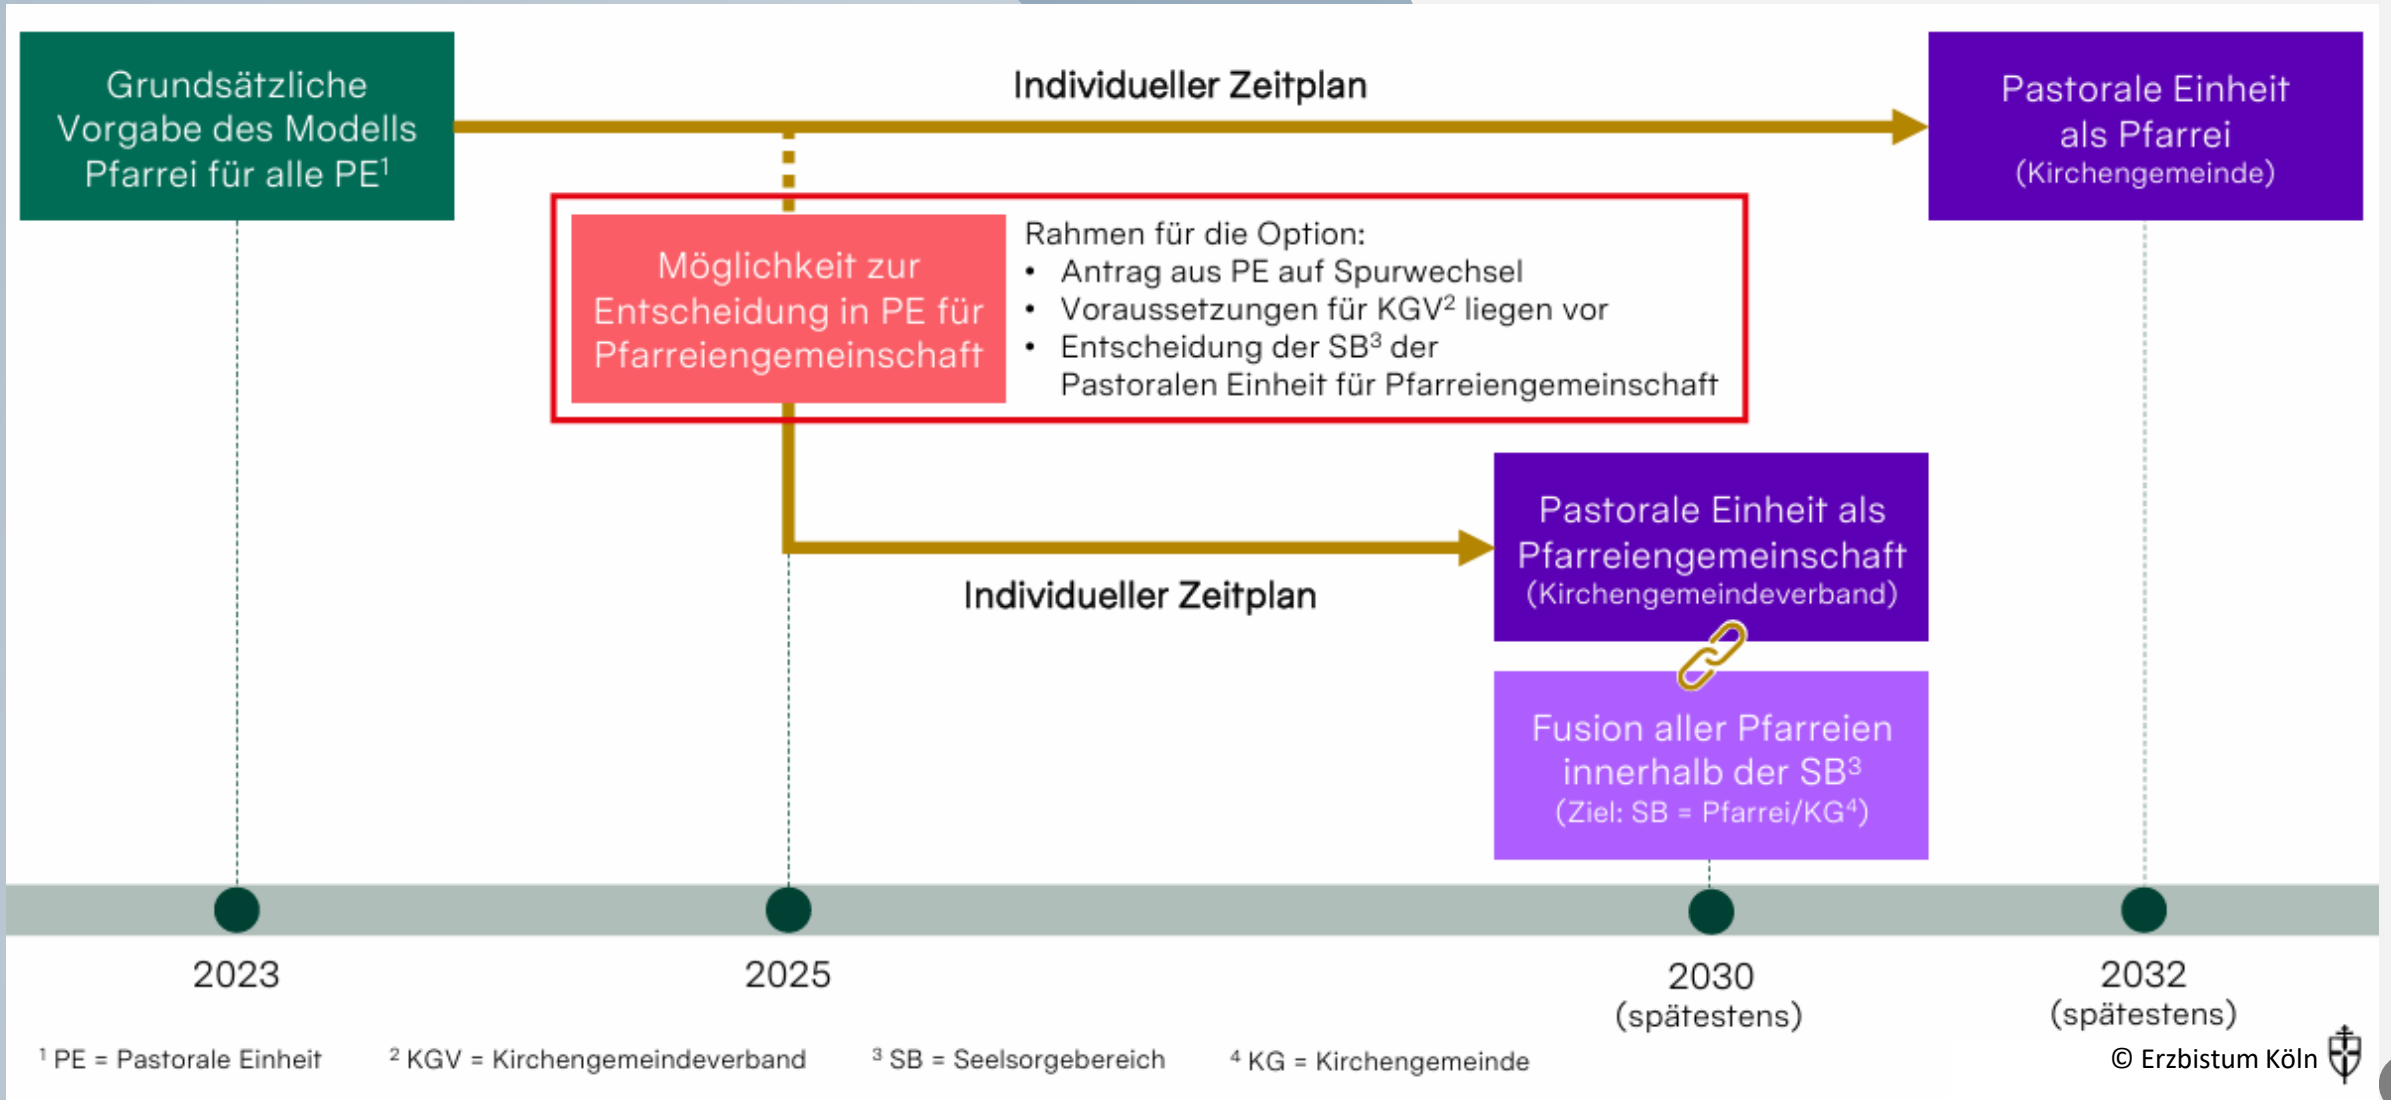 Grundsätzliche
Vorgabe des Modells
Pfarrei für alle PE¹
Individueller Zeitplan
Pastorale Einheit
als Pfarrei
(Kirchengemeinde)
Möglichkeit zur
Entscheidung in PE für
Pfarreiengemeinschaft
Rahmen für die Option:
• Antrag aus PE auf Spurwechsel
• Voraussetzungen für KGV² liegen vor
• Entscheidung der SB³ der
Pastoralen Einheit für Pfarreiengemeinschaft
Individueller Zeitplan
Pastorale Einheit als
Pfarreiengemeinschaft
(Kirchengemeindeverband)
Fusion aller Pfarreien
innerhalb der SB³
(Ziel: SB = Pfarrei/KG⁴)
2023
2025
2030
(spätestens)
2032
(spätestens)
¹ PE = Pastorale Einheit
² KGV = Kirchengemeindeverband
³ SB = Seelsorgebereich
⁴ KG = Kirchengemeinde
© Erzbistum Köln